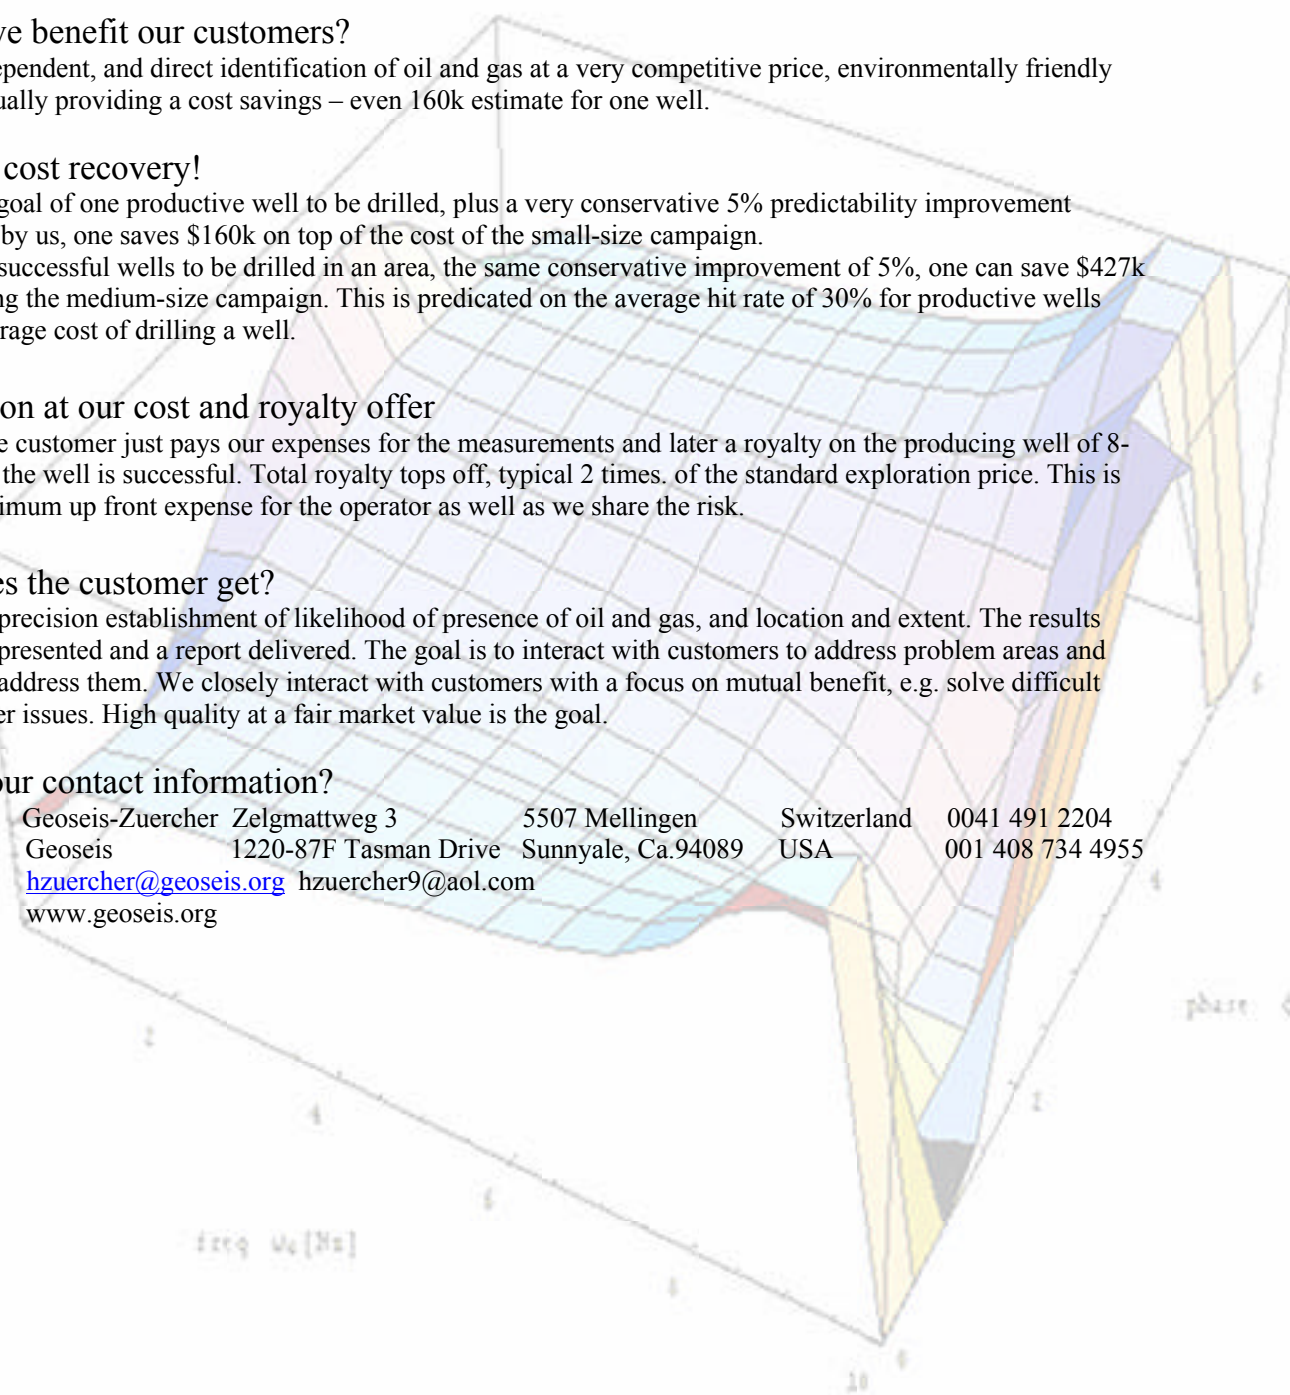 ve benefit our customers?
ependent, and direct identification of oil and gas at a very competitive price, environmentally friendly
ually providing a cost savings – even 160k estimate for one well.
cost recovery!
goal of one productive well to be drilled, plus a very conservative 5% predictability improvement
by us, one saves $160k on top of the cost of the small-size campaign.
successful wells to be drilled in an area, the same conservative improvement of 5%, one can save $427k
ng the medium-size campaign. This is predicated on the average hit rate of 30% for productive wells
rage cost of drilling a well.
on at our cost and royalty offer
e customer just pays our expenses for the measurements and later a royalty on the producing well of 8-
the well is successful. Total royalty tops off, typical 2 times. of the standard exploration price. This is
imum up front expense for the operator as well as we share the risk.
es the customer get?
precision establishment of likelihood of presence of oil and gas, and location and extent. The results
presented and a report delivered. The goal is to interact with customers to address problem areas and
address them. We closely interact with customers with a focus on mutual benefit, e.g. solve difficult
er issues. High quality at a fair market value is the goal.
our contact information?
Geoseis-Zuercher Zelgmattweg 3 5507 Mellingen Switzerland 0041 491 2204
Geoseis 1220-87F Tasman Drive Sunnyale, Ca.94089 USA 001 408 734 4955
hzuercher@geoseis.org hzuercher9@aol.com
www.geoseis.org
4
phase
2
2
4
6
freq
8
10
0